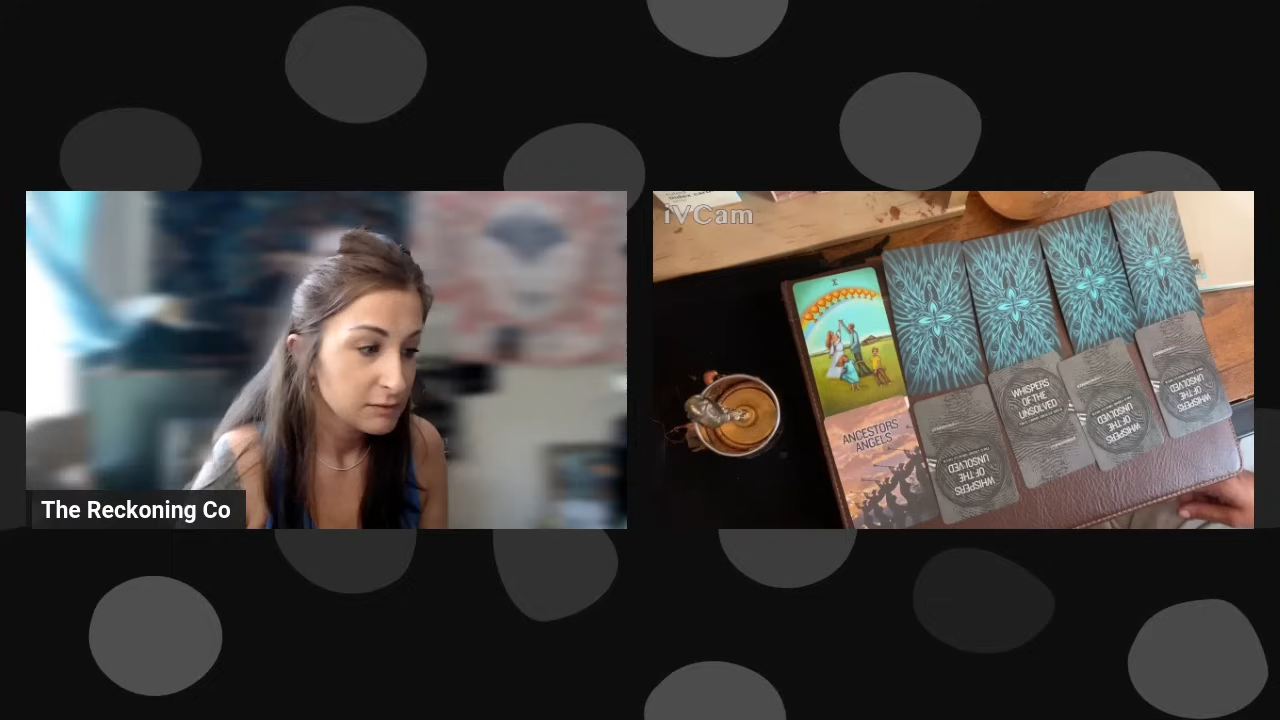 The Reckoning Co
iVCam
X
ANCESTORS
ANGELS
WHISPERS
OF THE
UNSOLVED
WHISPERS
OF THE
UNSOLVED
WHISPERS
OF THE
UNSOLVED
WHISPERS
OF THE
UNSOLVED